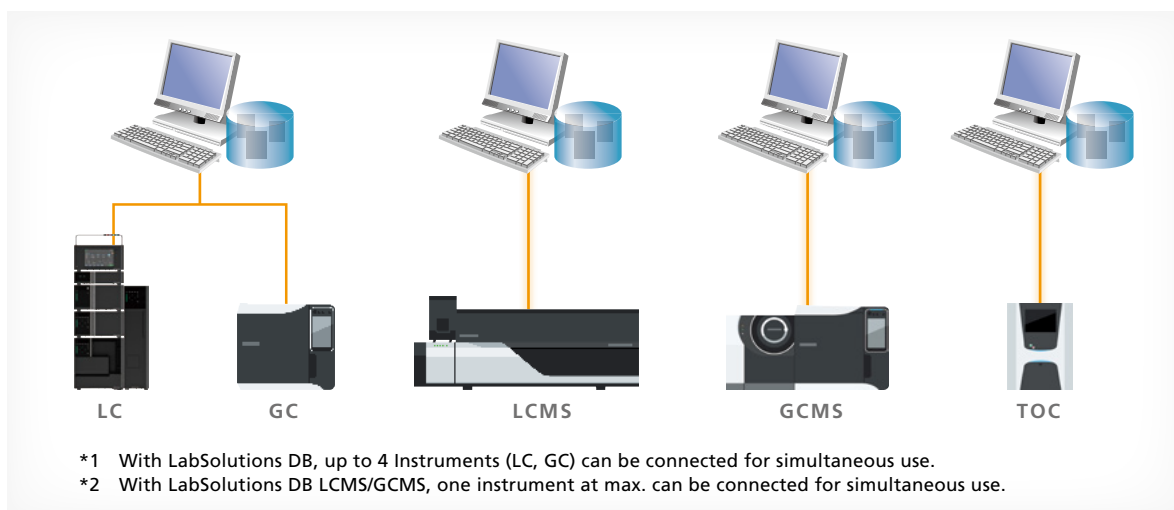 LC GC LCMS GCMS TOC
*1 With LabSolutions DB, up to 4 Instruments (LC, GC) can be connected for simultaneous use.
*2 With LabSolutions DB LCMS/GCMS, one instrument at max. can be connected for simultaneous use.